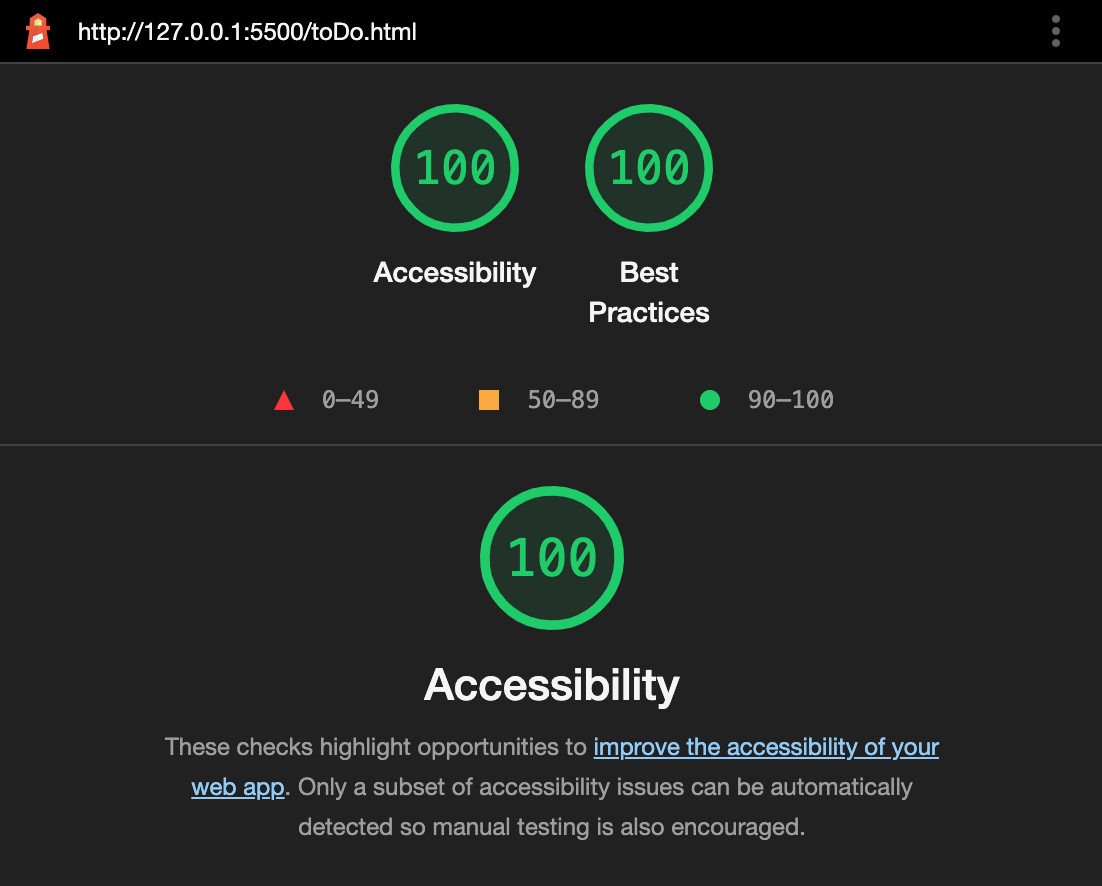 http://127.0.0.1:5500/toDo.html
100
100
Accessibility
Best
Practices
0–49
50–89
90–100
100
Accessibility
These checks highlight opportunities to improve the accessibility of your
web app. Only a subset of accessibility issues can be automatically
detected so manual testing is also encouraged.